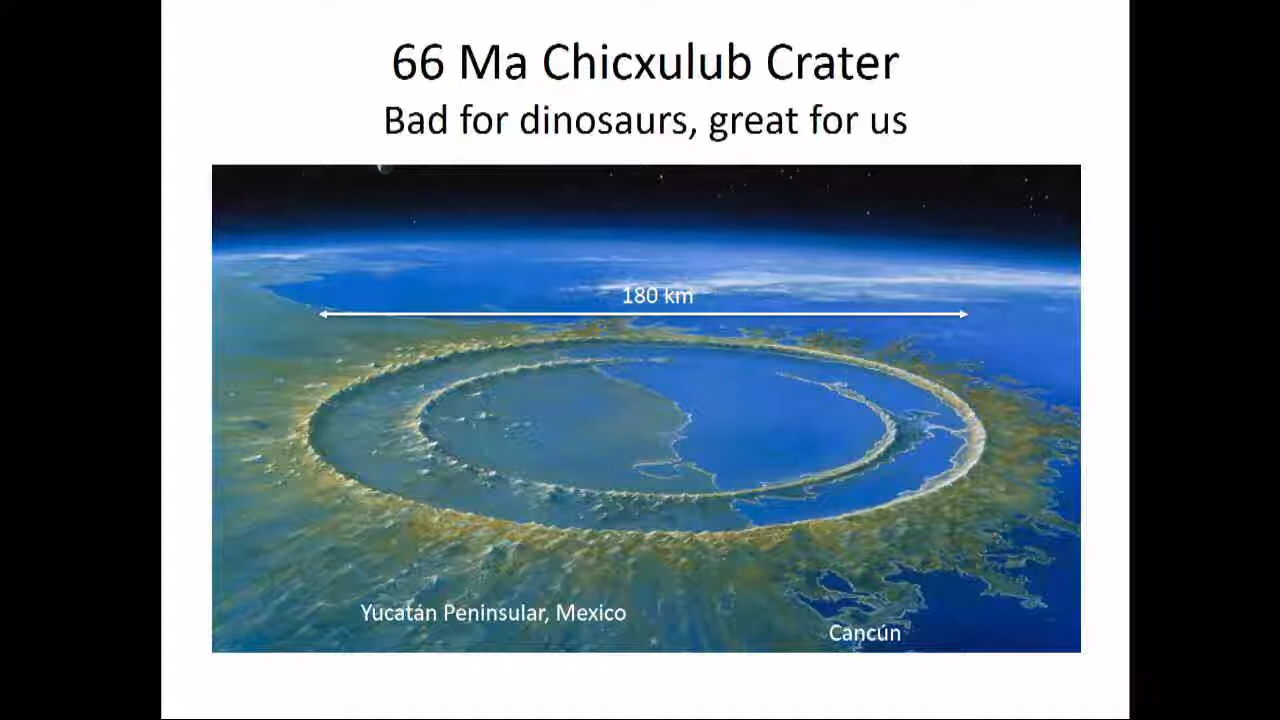 66 Ma Chicxulub Crater
Bad for dinosaurs, great for us
180 km
Yucatán Peninsular, Mexico
Cancún